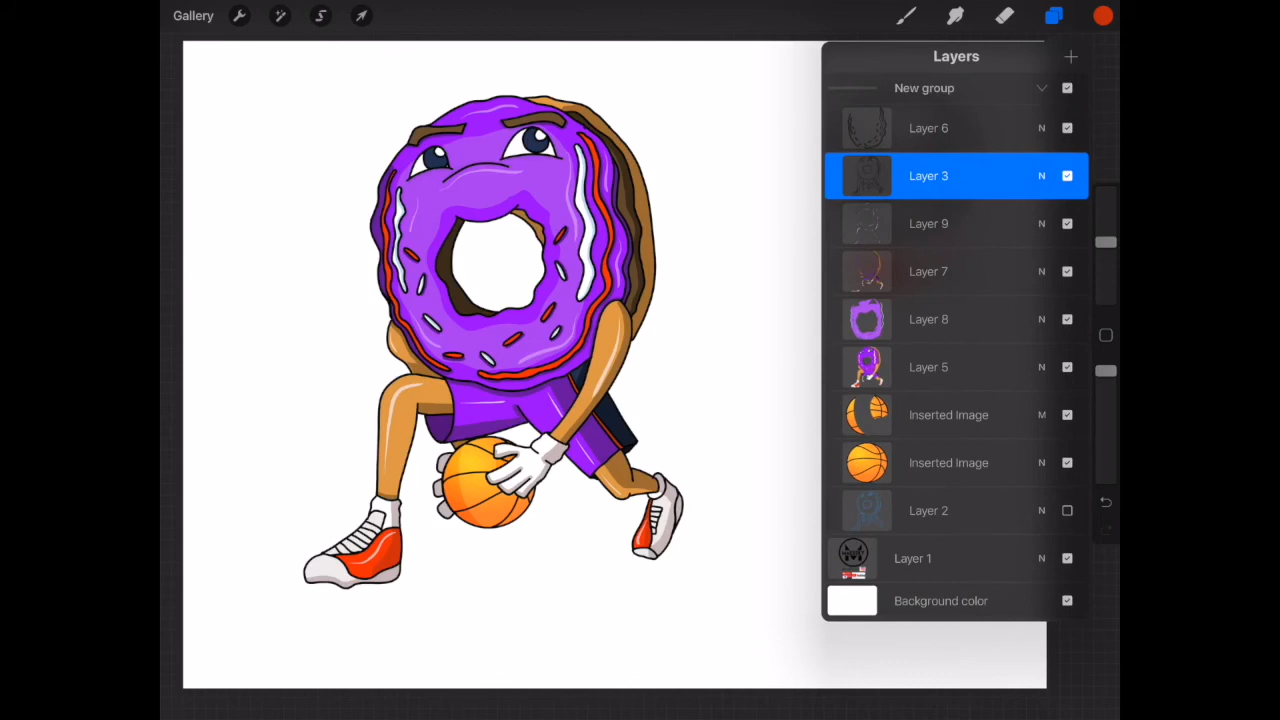 Gallery
Layers
New group
Layer 6 N
Layer 3 N
Layer 9 N
Layer 7 N
Layer 8 N
Layer 5 N
Inserted Image M
Inserted Image N
Layer 2 N
Layer 1 N
Background color